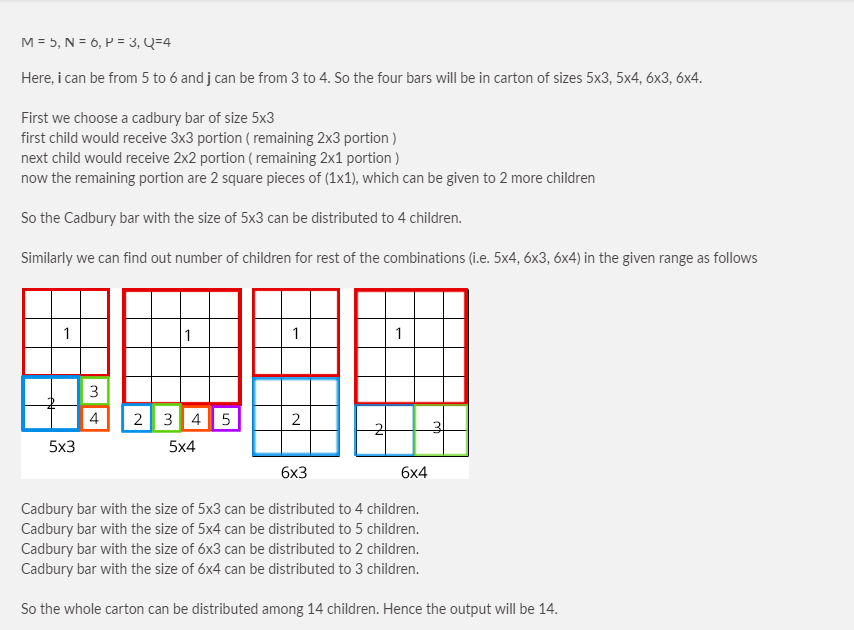 M = 5, N = 6, P = 3, Q=4
Here, i can be from 5 to 6 and j can be from 3 to 4. So the four bars will be in carton of sizes 5x3, 5x4, 6x3, 6x4.
First we choose a cadbury bar of size 5x3
first child would receive 3x3 portion ( remaining 2x3 portion )
next child would receive 2x2 portion ( remaining 2x1 portion )
now the remaining portion are 2 square pieces of (1x1), which can be given to 2 more children
So the Cadbury bar with the size of 5x3 can be distributed to 4 children.
Similarly we can find out number of children for rest of the combinations (i.e. 5x4, 6x3, 6x4) in the given range as follows
1 1 1 1
2 3
4
2 3 4 5
2
2 3
5x3 5x4
6x3 6x4
Cadbury bar with the size of 5x3 can be distributed to 4 children.
Cadbury bar with the size of 5x4 can be distributed to 5 children.
Cadbury bar with the size of 6x3 can be distributed to 2 children.
Cadbury bar with the size of 6x4 can be distributed to 3 children.
So the whole carton can be distributed among 14 children. Hence the output will be 14.